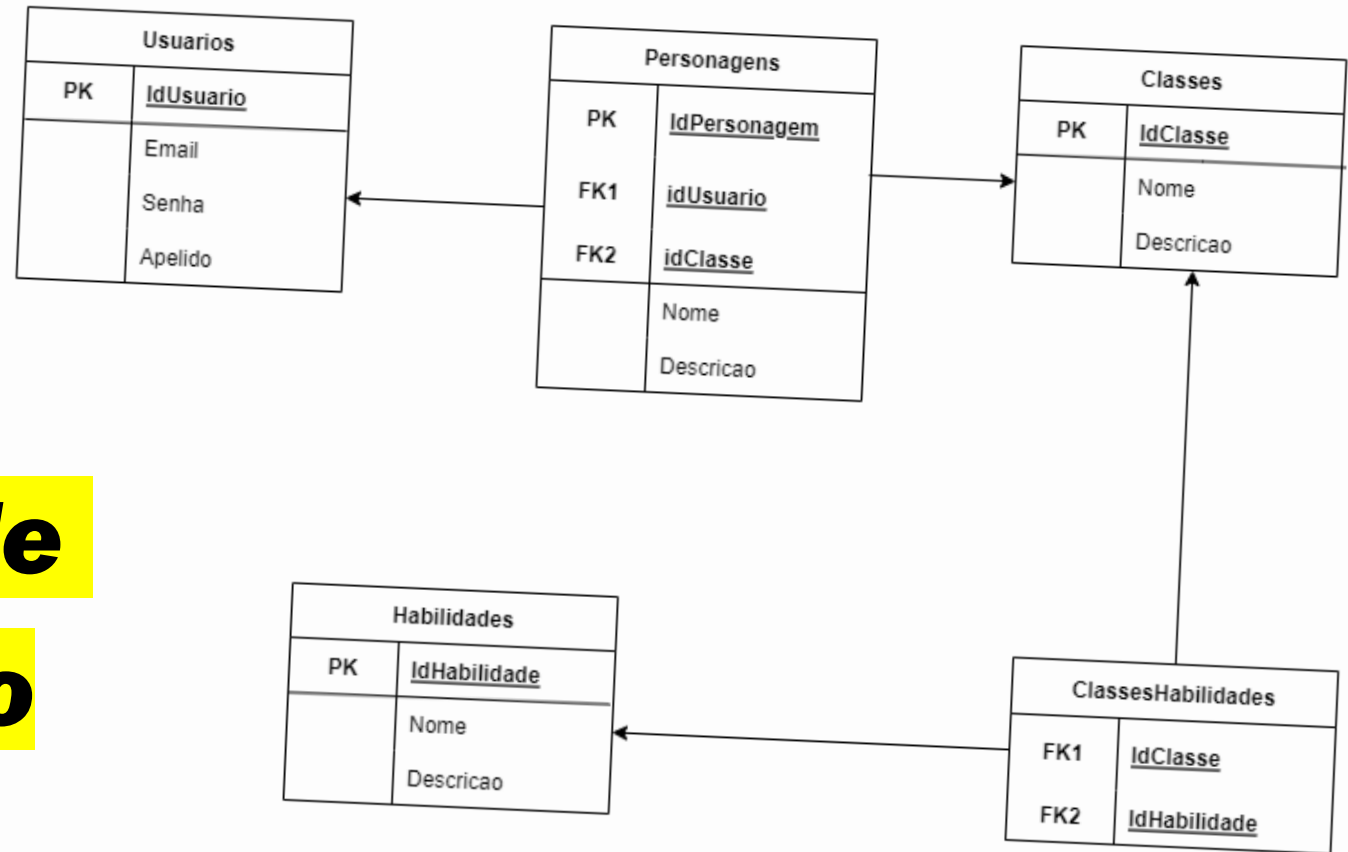 Usuarios
PK IdUsuario
Email
Senha
Apelido
Personagens
PK IdPersonagem
FK1 idUsuario
FK2 idClasse
Nome
Descricao
Classes
PK IdClasse
Nome
Descricao
Habilidades
PK IdHabilidade
Nome
Descricao
ClassesHabilidades
FK1 IdClasse
FK2 IdHabilidade